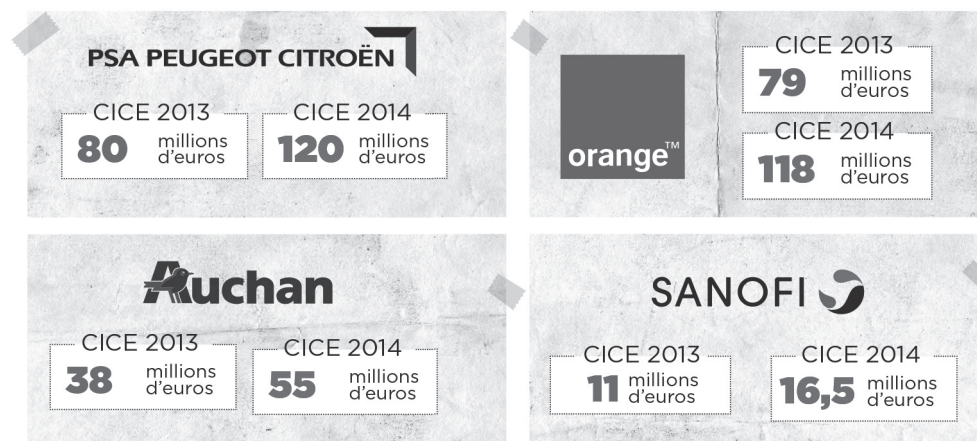 PSA PEUGEOT CITROËN
CICE 2013
80 millions
d'euros
CICE 2014
120 millions
d'euros
orange™
CICE 2013
79 millions
d'euros
CICE 2014
118 millions
d'euros
Auchan
CICE 2013
38 millions
d'euros
CICE 2014
55 millions
d'euros
SANOFI
CICE 2013
11 millions
d'euros
CICE 2014
16,5 millions
d'euros